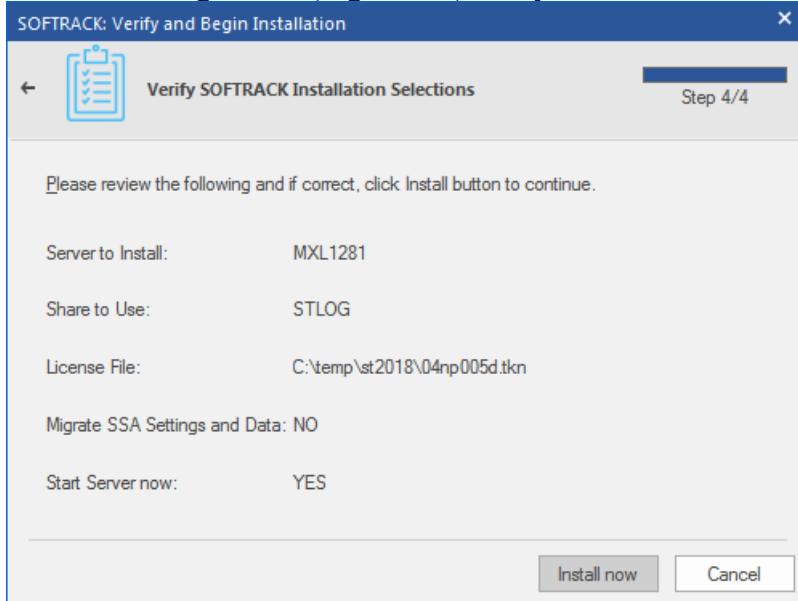 SOFTRACK: Verify and Begin Installation
Verify SOFTRACK Installation Selections
Step 4/4
Please review the following and if correct, click Install button to continue.
Server to Install: MXL1281
Share to Use: STLOG
License File: C:\temp\st2018\04np005d.tkn
Migrate SSA Settings and Data: NO
Start Server now: YES
Install now Cancel